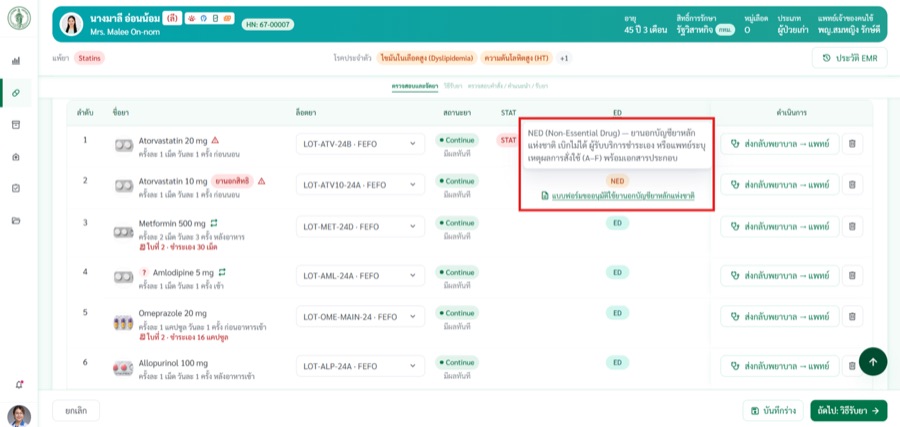 นางมาลี อ่อนน้อม (ลี) HN: 67-00007
Mrs. Malee On-nom
อายุ
45 ปี 3 เดือน
สิทธิ์การรักษา
รัฐวิสาหกิจ กทม.
หมู่เลือด
O
ประเภท
ผู้ป่วยเก่า
แพทย์เจ้าของคนไข้
พญ.สมหญิง รักษ์ดี
แพ้ยา Statins
โรคประจำตัว ไขมันในเลือดสูง (Dyslipidemia) ความดันโลหิตสูง (HT) +1
ประวัติ EMR
ตรวจสอบและจัดยา วิธีรับยา
ลำดับ ชื่อยา ล็อตยา สถานะยา STAT ED ดำเนินการ
1 Atorvastatin 20 mg LOT-ATV-24B · FEFO Continue STAT ส่งกลับพยาบาล → แพทย์
ครั้งละ 1 เม็ด วันละ 1 ครั้ง ก่อนนอน มีผลทันที
NED (Non-Essential Drug) — ยานอกบัญชียาหลัก
แห่งชาติ เบิกไม่ได้ ผู้รับบริการชำระเอง หรือแพทย์ระบุ
เหตุผลการสั่งใช้ (A–F) พร้อมเอกสารประกอบ
2 Atorvastatin 10 mg ยานอกสิทธิ LOT-ATV10-24A · FEFO Continue NED ส่งกลับพยาบาล → แพทย์
ครั้งละ 1 เม็ด วันละ 1 ครั้ง ก่อนนอน มีผลทันที แบบฟอร์มขออนุมัติใช้ยานอกบัญชียาหลักแห่งชาติ
3 Metformin 500 mg LOT-MET-24D · FEFO Continue ED ส่งกลับพยาบาล → แพทย์
ครั้งละ 2 เม็ด วันละ 3 ครั้ง หลังอาหาร มีผลทันที
ใบที่ 2 · ชำระเอง 30 เม็ด
4 ? Amlodipine 5 mg LOT-AML-24A · FEFO Continue ED ส่งกลับพยาบาล → แพทย์
ครั้งละ 1 เม็ด วันละ 1 ครั้ง เช้า มีผลทันที
5 Omeprazole 20 mg LOT-OME-MAIN-24 · FEFO Continue ED ส่งกลับพยาบาล → แพทย์
ครั้งละ 1 แคปซูล วันละ 1 ครั้ง ก่อนอาหารเช้า มีผลทันที
ใบที่ 2 · ชำระเอง 16 แคปซูล
6 Allopurinol 100 mg LOT-ALP-24A · FEFO Continue ED ส่งกลับพยาบาล → แพทย์
ครั้งละ 1 เม็ด วันละ 1 ครั้ง หลังอาหารเช้า มีผลทันที
ยกเลิก บันทึกร่าง ถัดไป: วิธีรับยา →